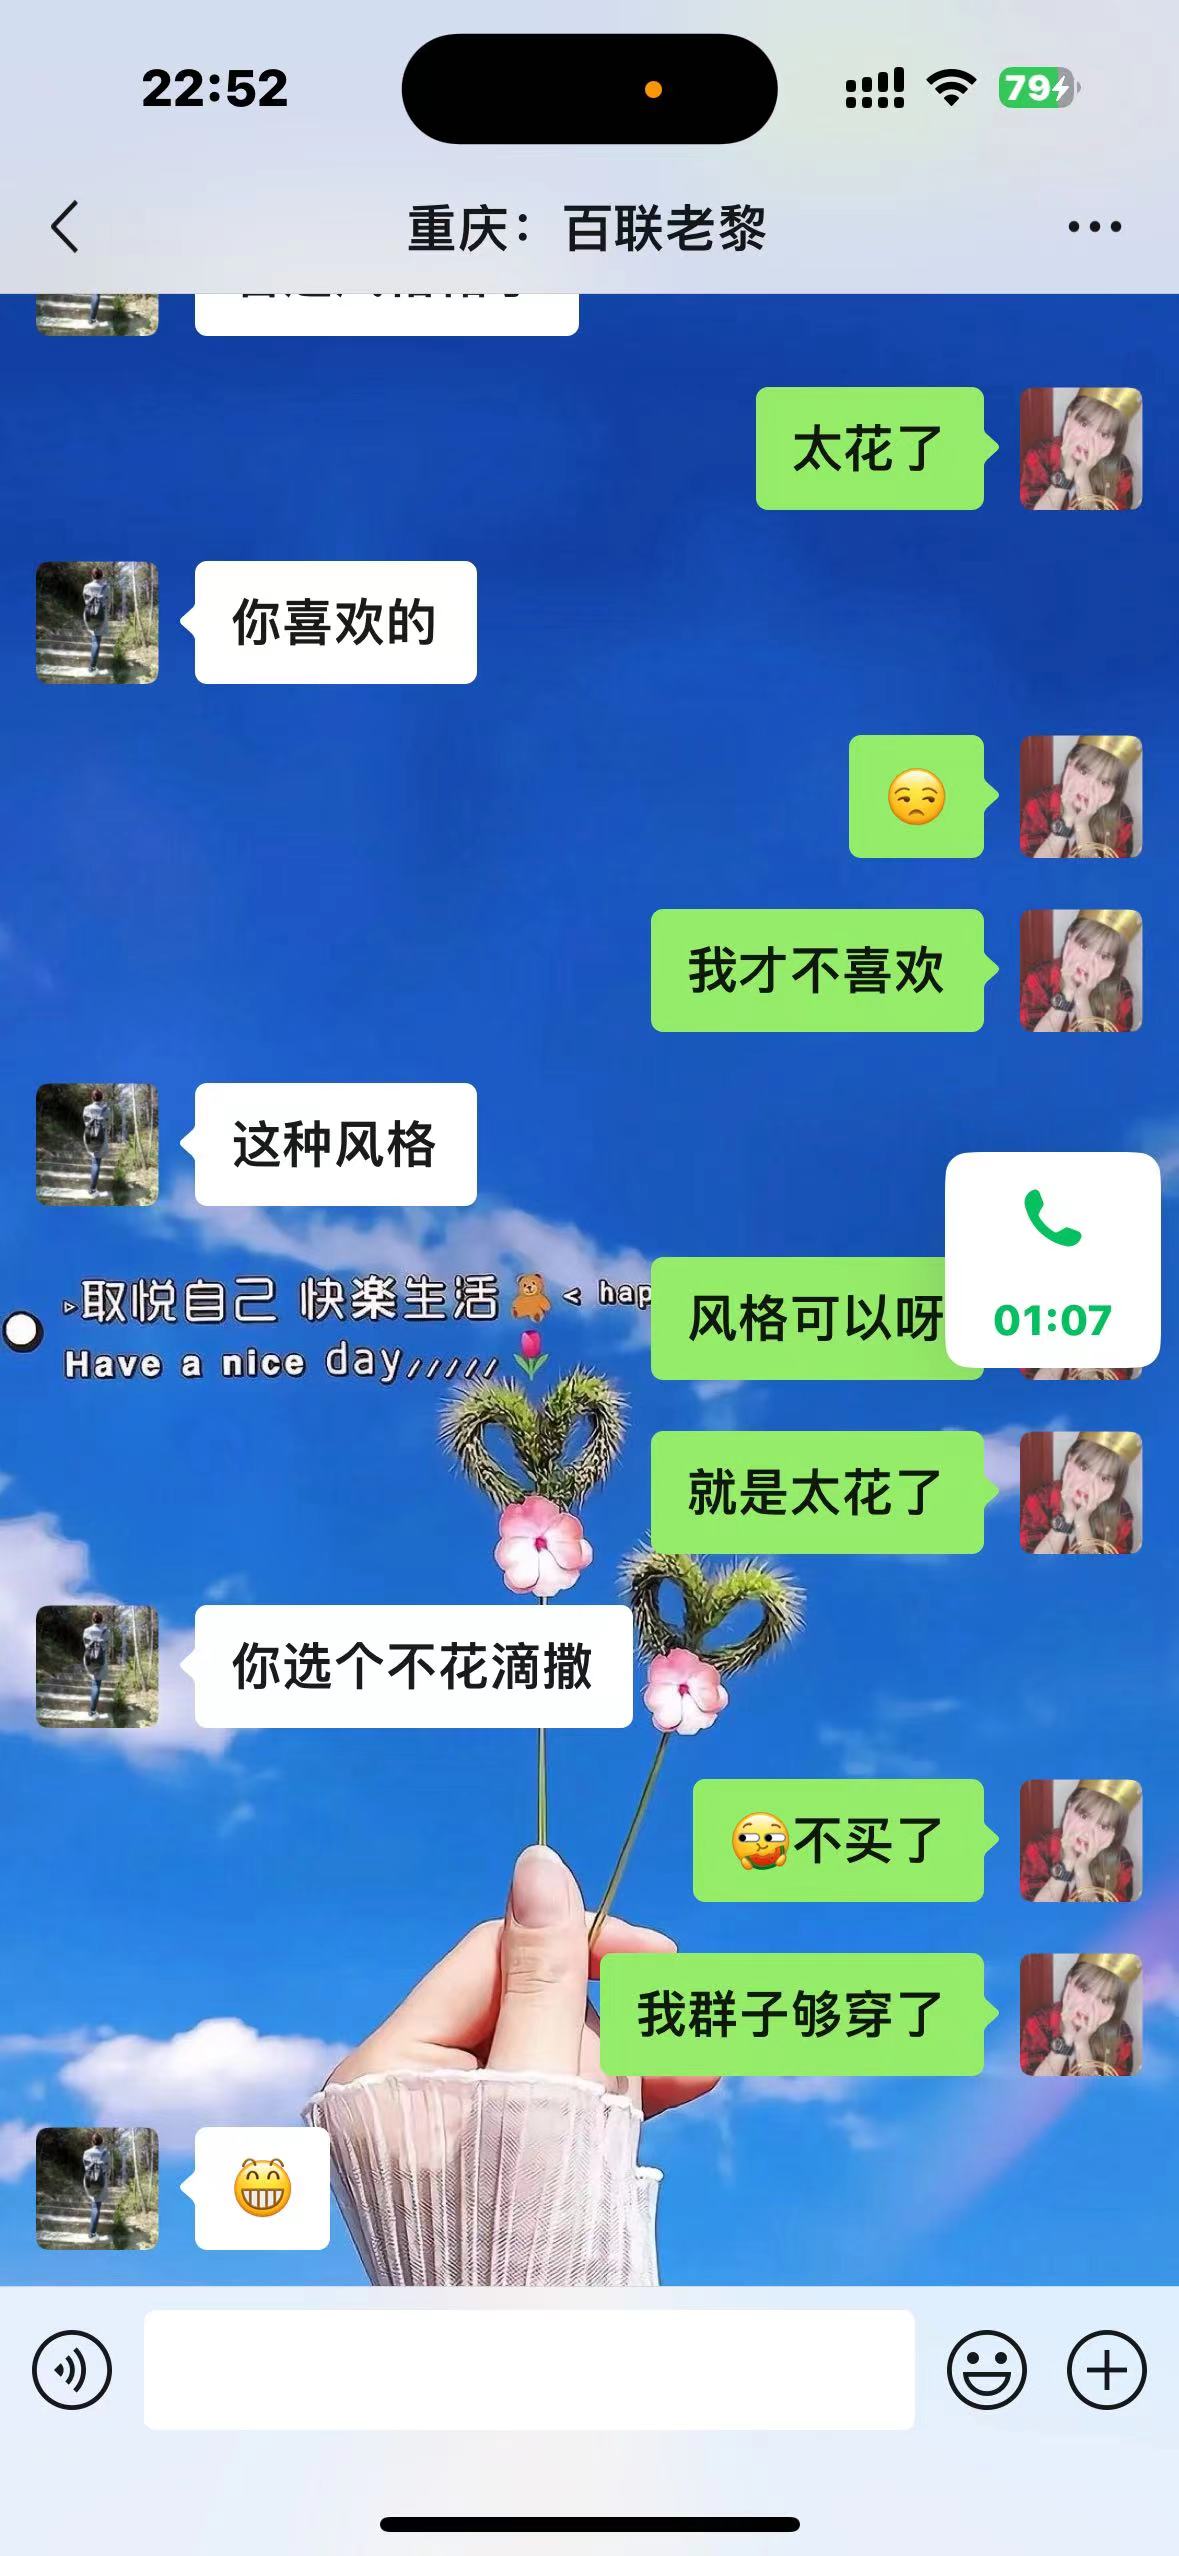 22:52
79
重庆：百联老黎
太花了
你喜欢的
我才不喜欢
这种风格
01:07
▹取悦自己 快楽生活 < hap
风格可以呀
Have a nice day/////
就是太花了
你选个不花滴撒
不买了
我群子够穿了